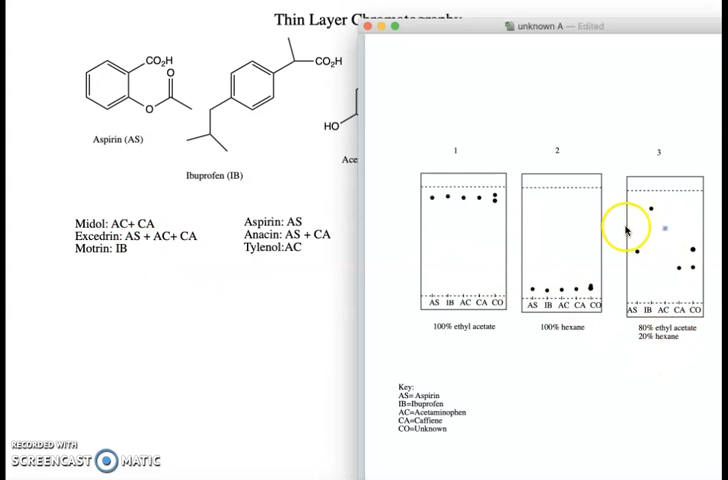 Thin Layer
unknown A — Edited
CO₂H
O
O
Aspirin (AS)
CO₂H
Ibuprofen (IB)
HO
Ace
Midol: AC+ CA
Excedrin: AS + AC+ CA
Motrin: IB
Aspirin: AS
Anacin: AS + CA
Tylenol:AC
1
2
3
AS IB AC CA CO
AS IB AC CA CO
AS IB AC CA CO
100% ethyl acetate
100% hexane
80% ethyl acetate
20% hexane
Key:
AS= Aspirin
IB=Ibuprofen
AC=Acetaminophen
CA=Caffiene
CO=Unknown
RECORDED WITH
SCREENCAST MATIC